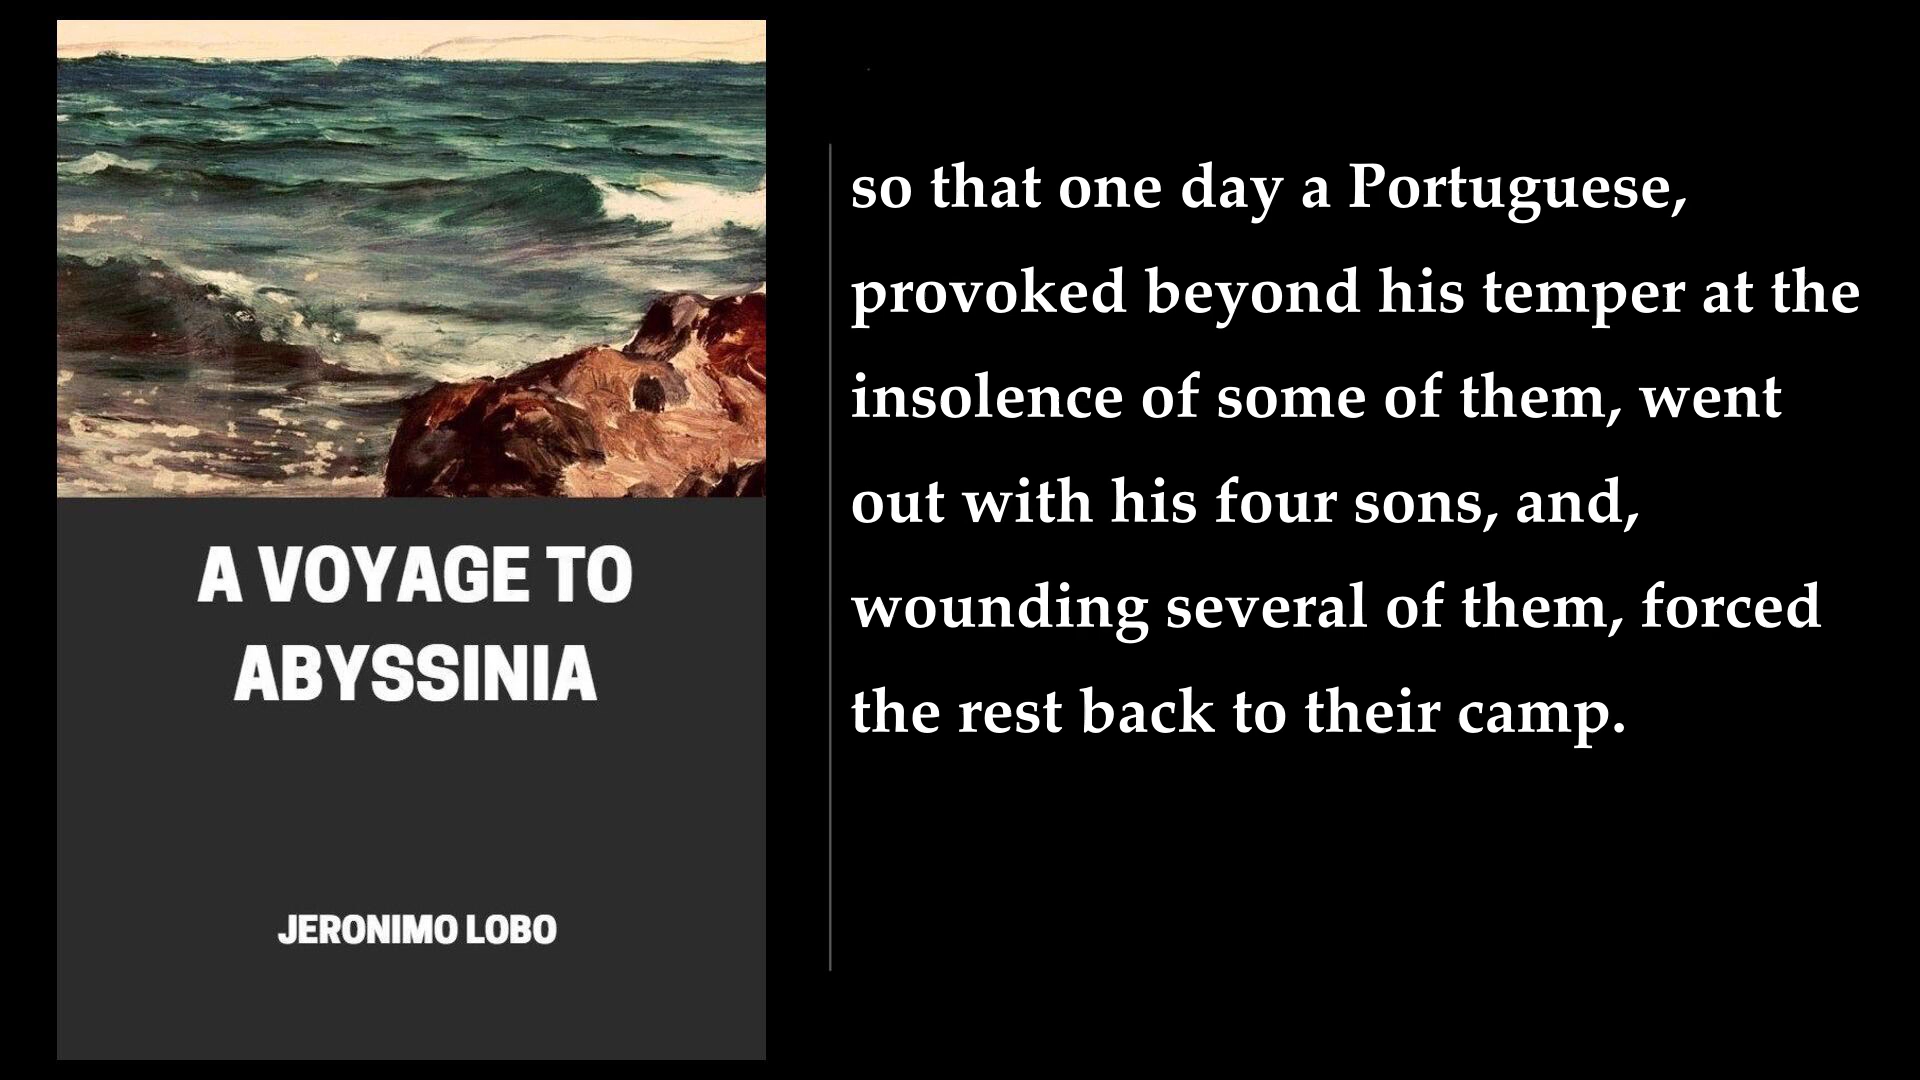 A VOYAGE TO
ABYSSINIA
JERONIMO LOBO
so that one day a Portuguese,
provoked beyond his temper at the
insolence of some of them, went
out with his four sons, and,
wounding several of them, forced
the rest back to their camp.